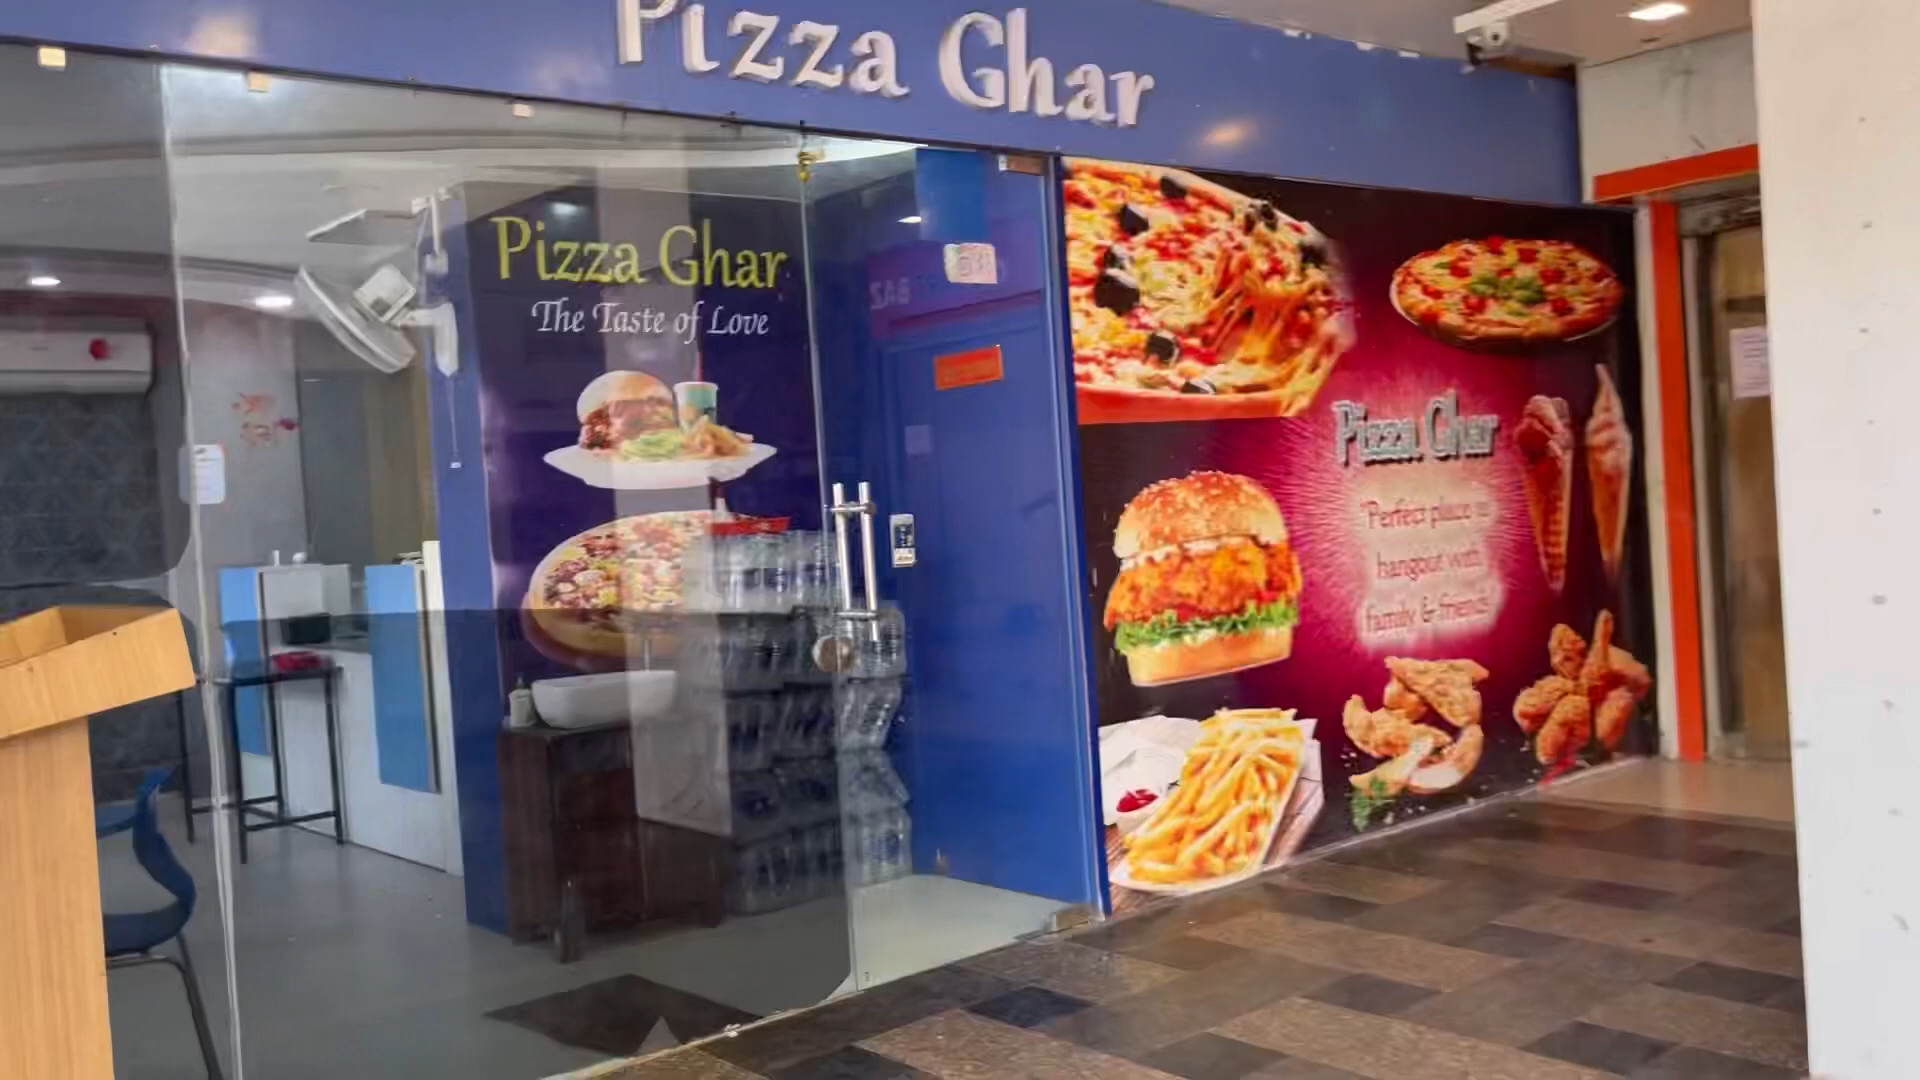 Pizza Ghar
Pizza Ghar
The Taste of Love
Pizza Ghar
"Perfect place to
hangout with
family & friends